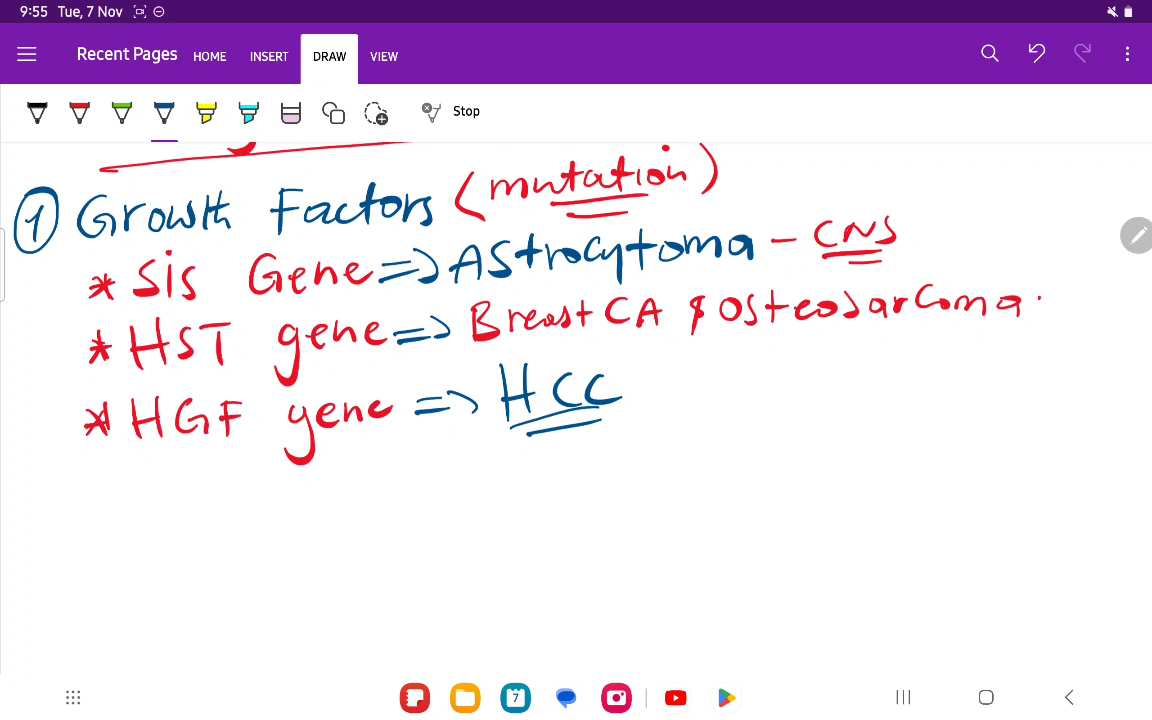 9:55 Tue, 7 Nov
Recent Pages HOME INSERT DRAW VIEW
Stop
1 Growth Factors (mutation)
* Sis Gene => AStrocytoma - CNS
* HST gene => Breast CA & Osteosarcoma.
* HGF gene => HCC
7